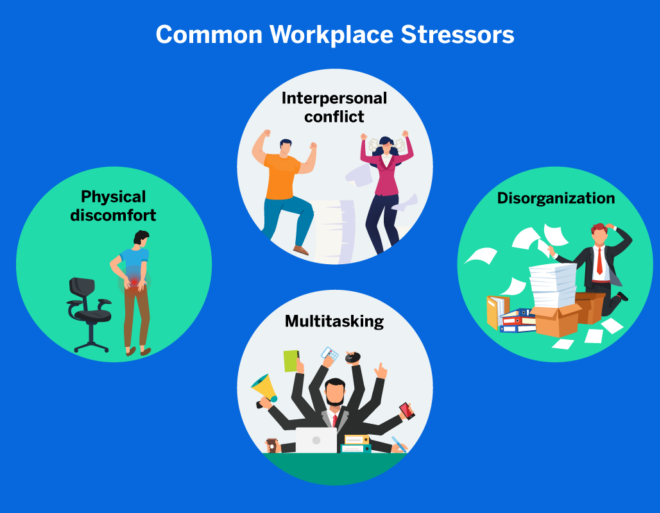 Common Workplace Stressors
Interpersonal
conflict
Physical
discomfort
Disorganization
Multitasking